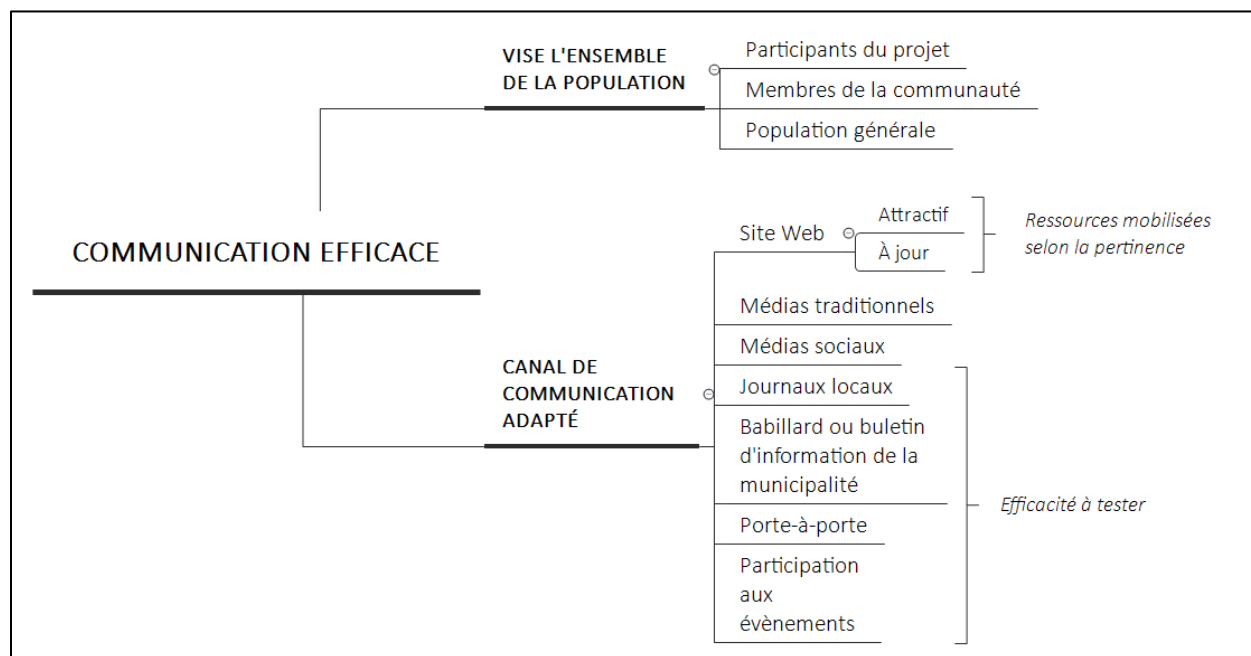 VISE L'ENSEMBLE
DE LA POPULATION
Participants du projet
Membres de la communauté
Population générale
COMMUNICATION EFFICACE
CANAL DE
COMMUNICATION
ADAPTÉ
Site Web
Attractif
À jour
Ressources mobilisées
selon la pertinence
Médias traditionnels
Médias sociaux
Journaux locaux
Babillard ou buletin
d'information de la
municipalité
Porte-à-porte
Participation
aux
évènements
Efficacité à tester